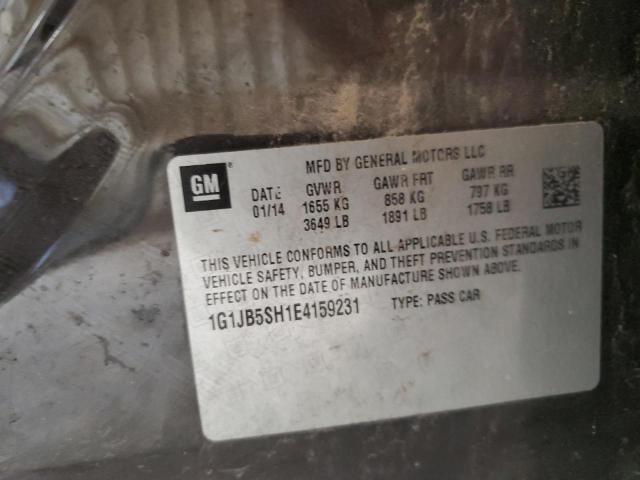 GM ®
MFD BY GENERAL MOTORS LLC
DATE GVWR GAWR FRT GAWR RR
01/14 1655 KG 858 KG 797 KG
3649 LB 1891 LB 1758 LB
THIS VEHICLE CONFORMS TO ALL APPLICABLE U.S. FEDERAL MOTOR
VEHICLE SAFETY, BUMPER, AND THEFT PREVENTION STANDARDS IN
EFFECT ON THE DATE OF MANUFACTURE SHOWN ABOVE.
1G1JB5SH1E4159231 TYPE: PASS CAR